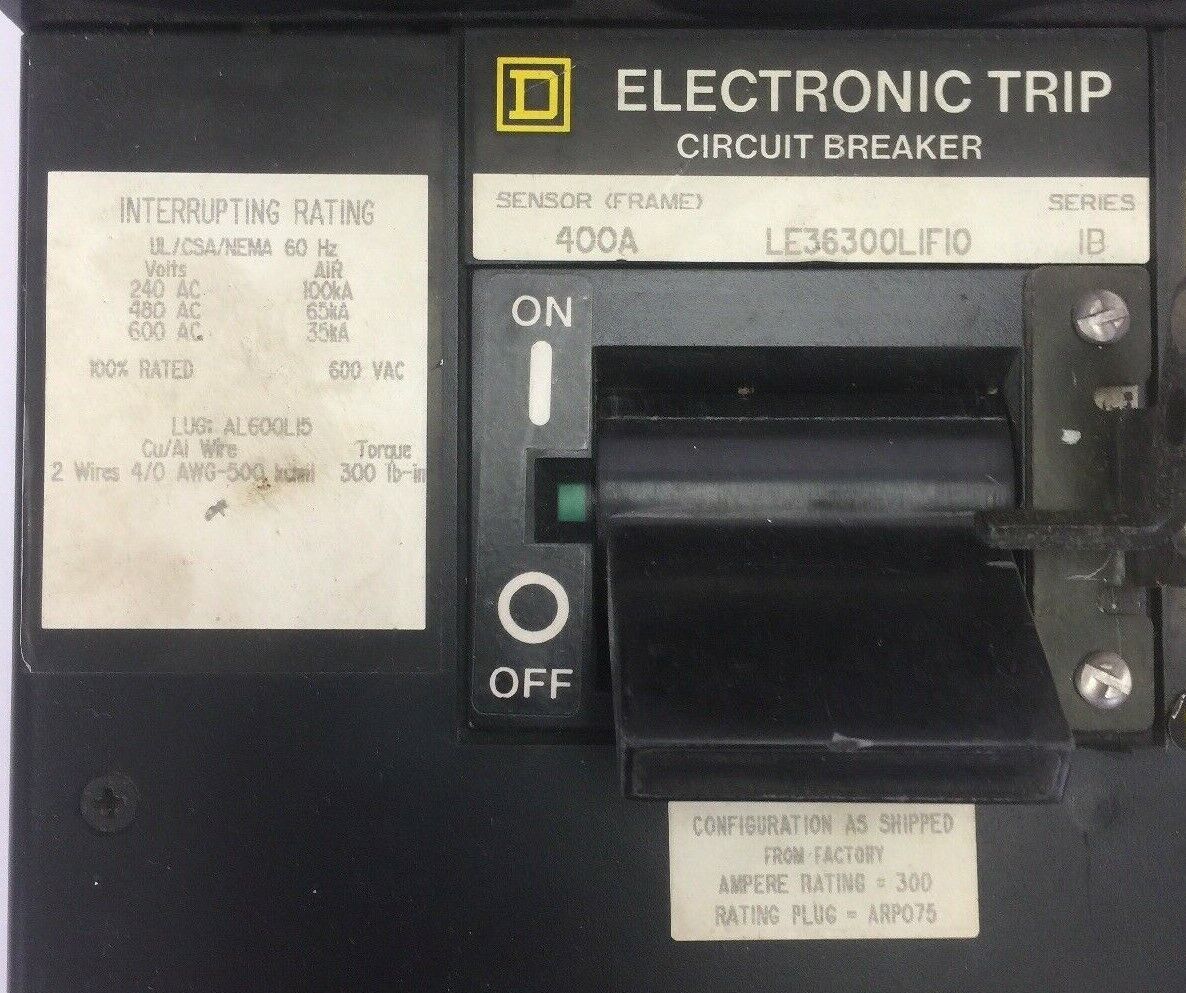 D
ELECTRONIC TRIP
CIRCUIT BREAKER
SENSOR (FRAME) SERIES
400A LE36300LIF10 1B
INTERRUPTING RATING
UL/CSA/NEMA 60 Hz
Volts AIR
240 AC 100kA
480 AC 65kA
600 AC 35kA
100% RATED 600 VAC
LUG: AL600LI5
Cu/Al Wire Torque
2 Wires 4/0 AWG-500 kcmil 300 lb-in
ON
OFF
CONFIGURATION AS SHIPPED
FROM FACTORY
AMPERE RATING = 300
RATING PLUG = ARP075